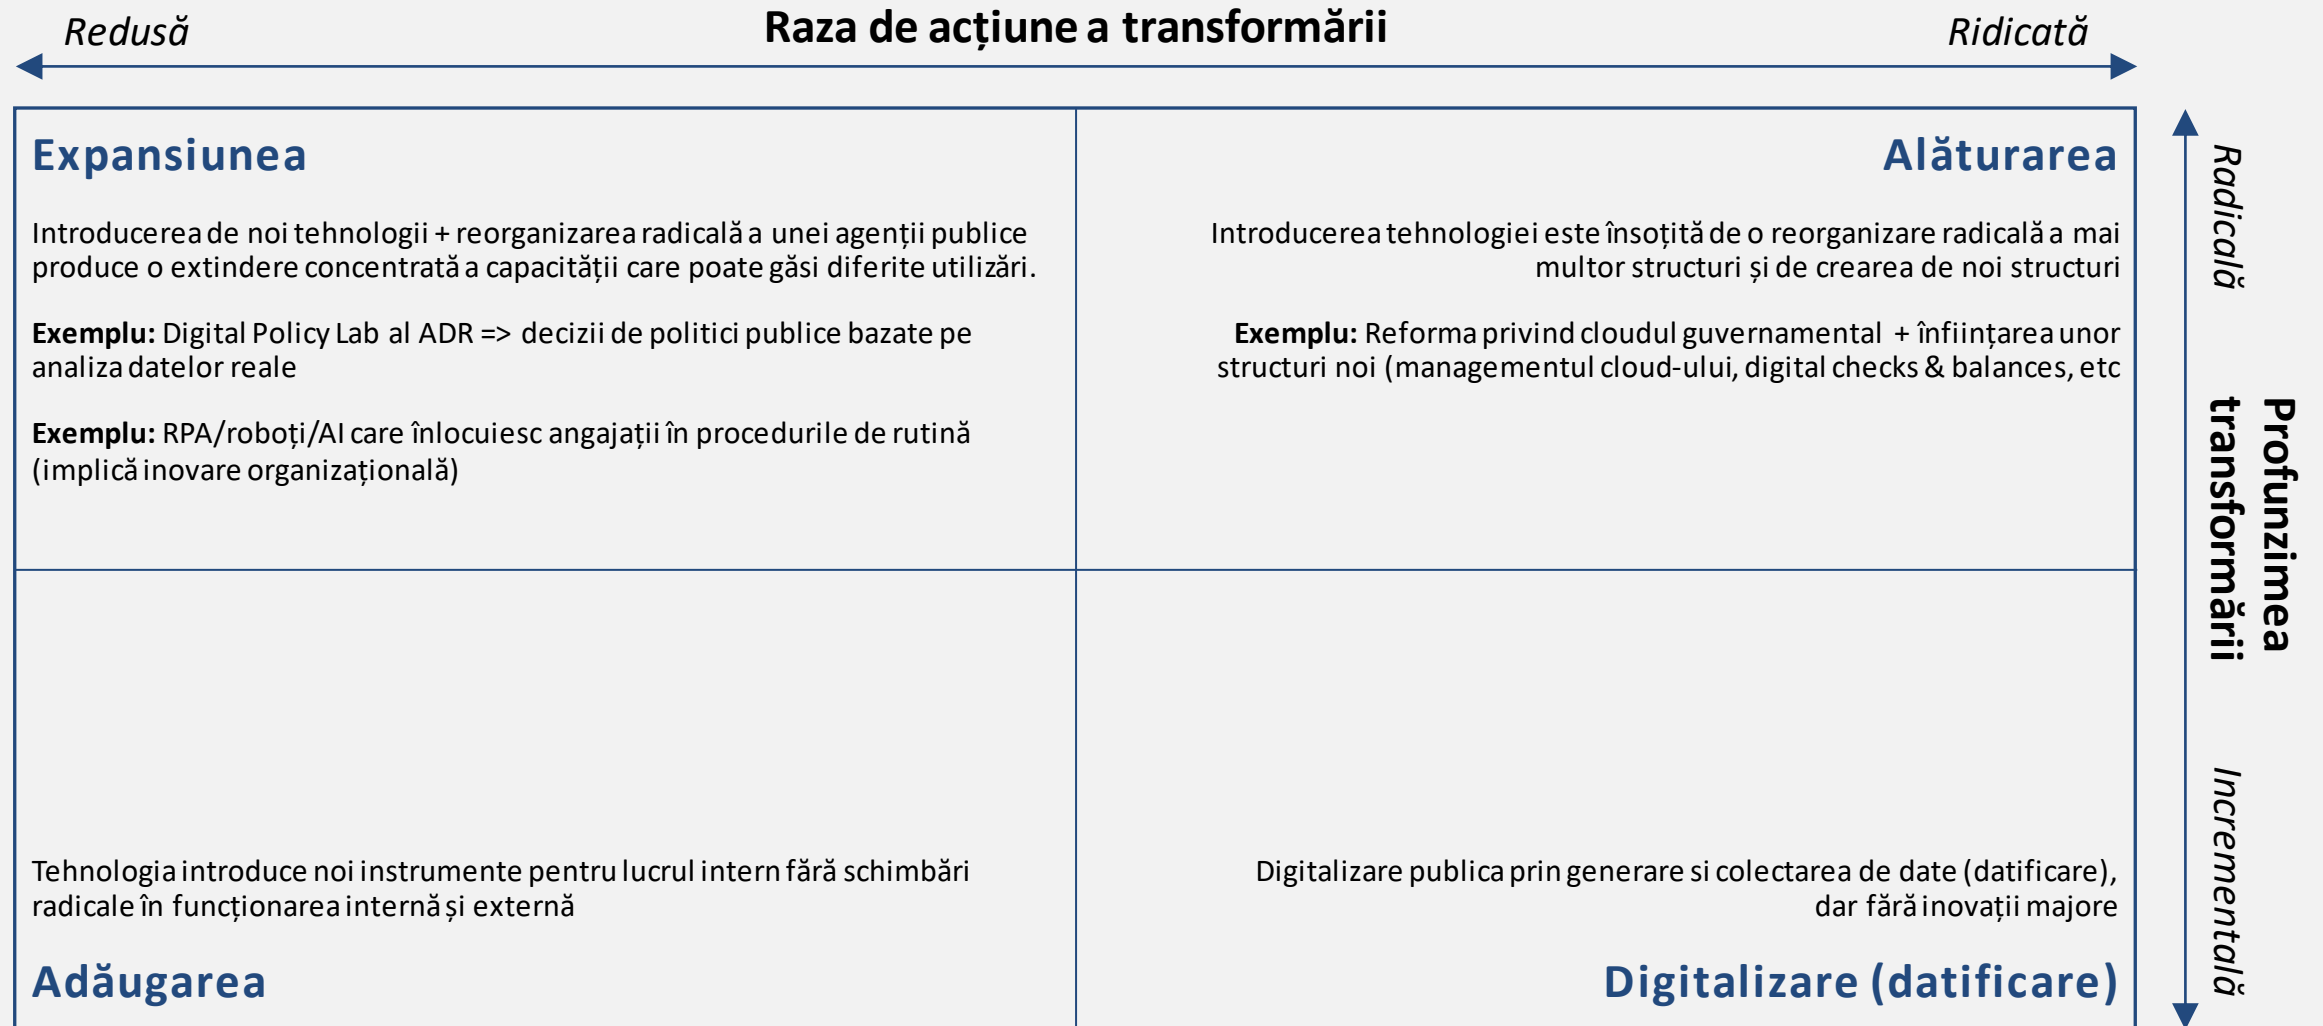 Redusă
Raza de acțiune a transformării
Ridicată
Expansiunea
Introducerea de noi tehnologii + reorganizarea radicală a unei agenții publice
produce o extindere concentrată a capacității care poate găsi diferite utilizări.
Exemplu: Digital Policy Lab al ADR => decizii de politici publice bazate pe
analiza datelor reale
Exemplu: RPA/roboți/AI care înlocuiesc angajații în procedurile de rutină
(implică inovare organizațională)
Alăturarea
Introducerea tehnologiei este însoțită de o reorganizare radicală a mai
multor structuri și de crearea de noi structuri
Exemplu: Reforma privind cloudul guvernamental + înființarea unor
structuri noi (managementul cloud-ului, digital checks & balances, etc
Radicală
Profunzimea
transformării
Incrementală
Tehnologia introduce noi instrumente pentru lucrul intern fără schimbări
radicale în funcționarea internă și externă
Adăugarea
Digitalizare publica prin generare si colectarea de date (datificare),
dar fără inovații majore
Digitalizare (datificare)